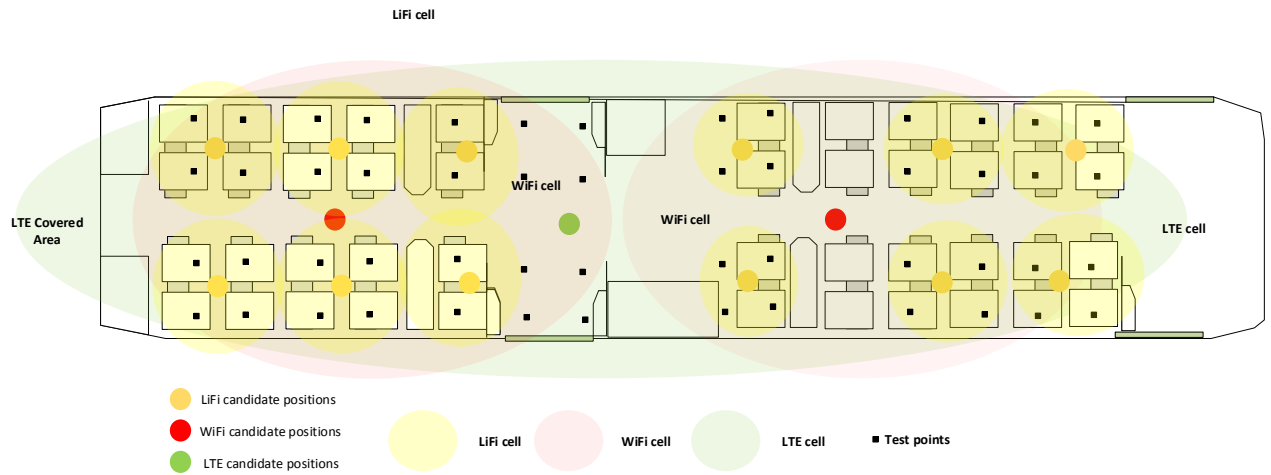 LiFi cell
WiFi cell
LTE Covered
Area
WiFi cell
LTE cell
LiFi candidate positions
WiFi candidate positions
LTE candidate positions
LiFi cell
WiFi cell
LTE cell
Test points